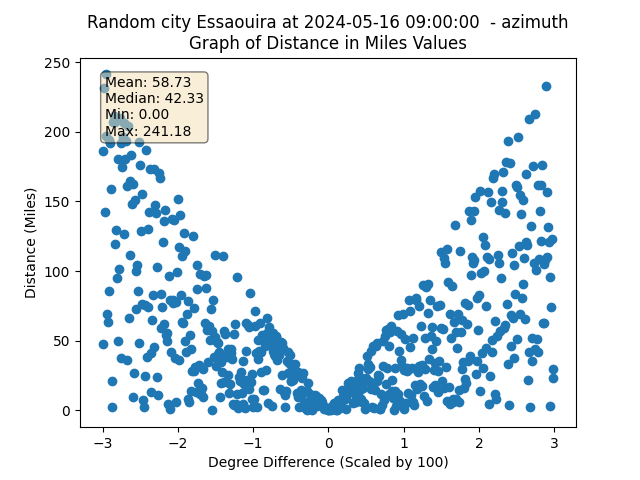 Random city Essaouira at 2024-05-16 09:00:00 - azimuth
Graph of Distance in Miles Values
250
200
150
100
50
0
Mean: 58.73
Median: 42.33
Min: 0.00
Max: 241.18
Distance (Miles)
−3 −2 −1 0 1 2 3
Degree Difference (Scaled by 100)